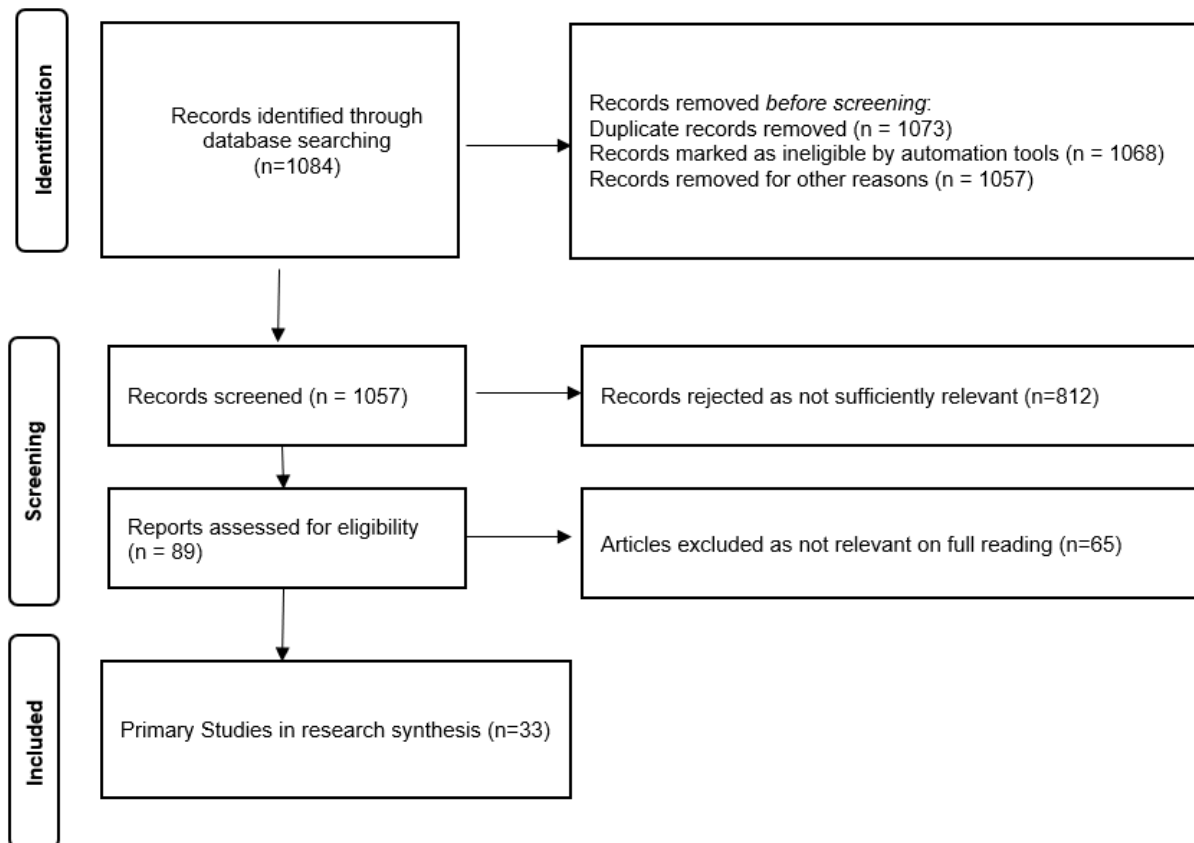 Identification
Records identified through
database searching
(n=1084)
Records removed before screening:
Duplicate records removed (n = 1073)
Records marked as ineligible by automation tools (n = 1068)
Records removed for other reasons (n = 1057)
Screening
Records screened (n = 1057)
Records rejected as not sufficiently relevant (n=812)
Reports assessed for eligibility
(n = 89)
Articles excluded as not relevant on full reading (n=65)
Included
Primary Studies in research synthesis (n=33)